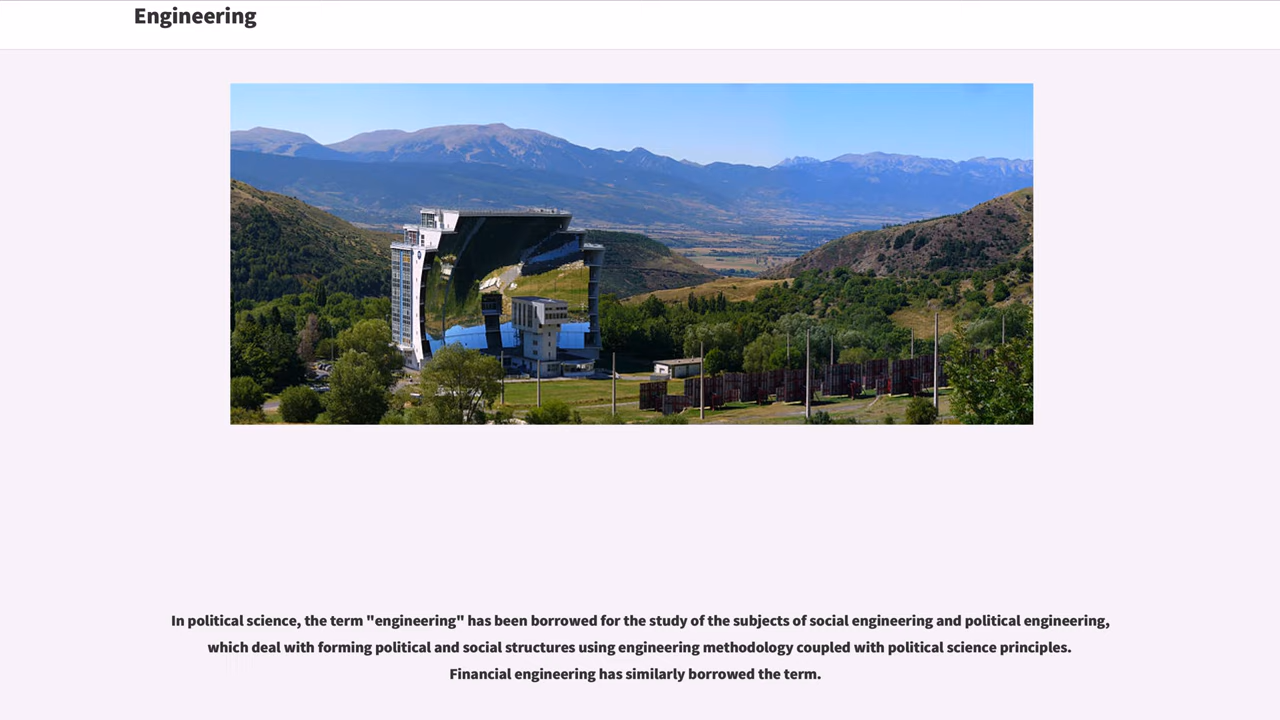 Engineering
In political science, the term "engineering" has been borrowed for the study of the subjects of social engineering and political engineering,
which deal with forming political and social structures using engineering methodology coupled with political science principles.
Financial engineering has similarly borrowed the term.